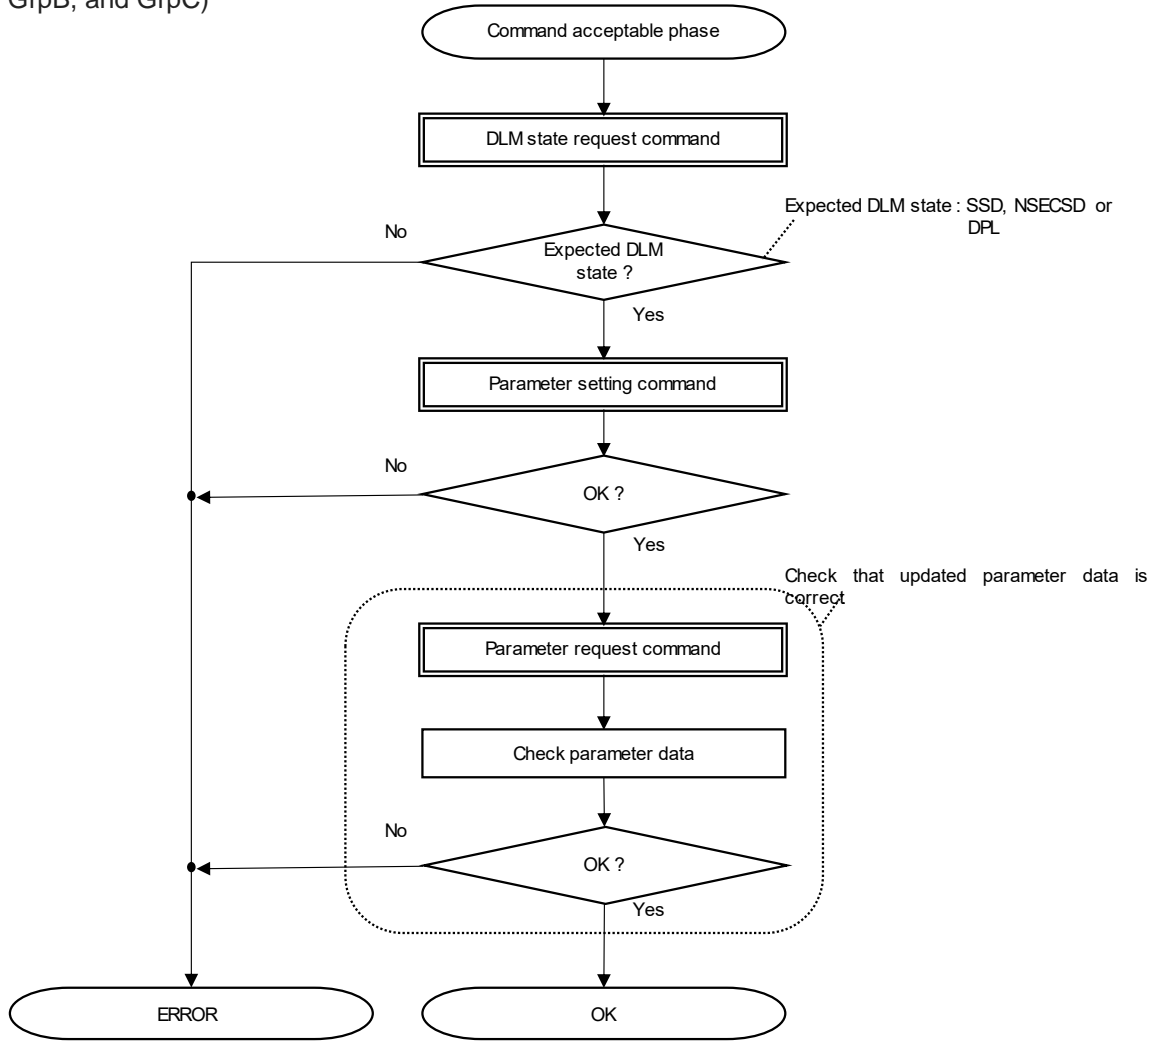 GrpB, and GrpC)
Command acceptable phase
DLM state request command
Expected DLM state : SSD, NSECSD or
DPL
No
Expected DLM
state ?
Yes
Parameter setting command
No
OK ?
Yes
Check that updated parameter data is
correct
Parameter request command
Check parameter data
No
OK ?
Yes
ERROR
OK